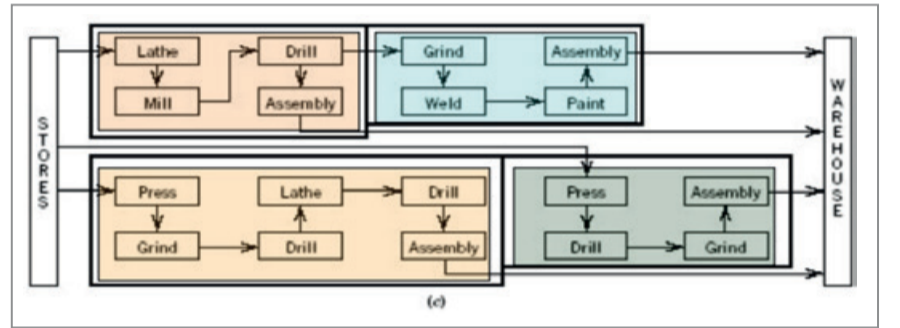 STORES
Lathe
Drill
Grind
Assembly
Mill
Assembly
Weld
Paint
Press
Lathe
Drill
Press
Assembly
Grind
Drill
Assembly
Drill
Grind
WAREHOUSE
(c)